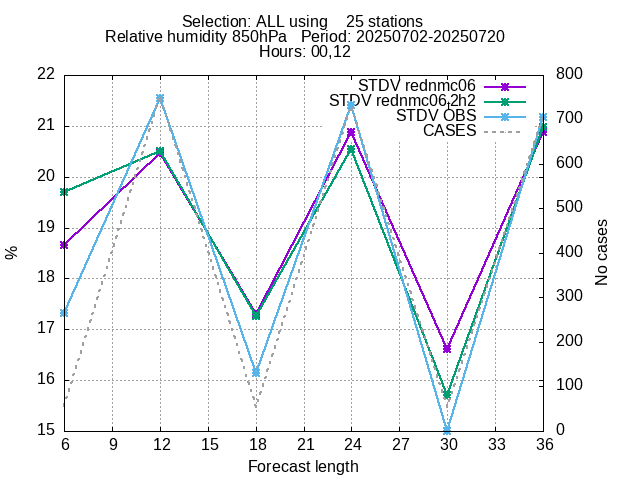 Selection: ALL using    25 stations
Relative humidity 850hPa   Period: 20250702-20250720
Hours: 00,12
STDV rednmc06
STDV rednmc06,2h2
STDV OBS
CASES
22
21
20
19
18
17
16
15
%
800
700
600
500
400
300
200
100
0
No cases
6 9 12 15 18 21 24 27 30 33 36
Forecast length